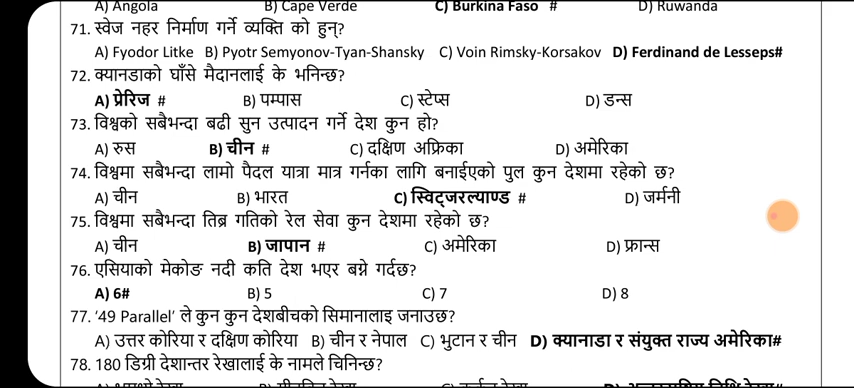 A) Angola B) Cape Verde C) Burkina Faso # D) Ruwanda
71. स्वेज नहर निर्माण गर्ने व्यक्ति को हुन्?
A) Fyodor Litke B) Pyotr Semyonov-Tyan-Shansky C) Voin Rimsky-Korsakov D) Ferdinand de Lesseps#
72. क्यानडाको घाँसे मैदानलाई के भनिन्छ?
A) प्रेरिज # B) पम्पास C) स्टेप्स D) डन्स
73. विश्वको सबैभन्दा बढी सुन उत्पादन गर्ने देश कुन हो?
A) रुस B) चीन # C) दक्षिण अफ्रिका D) अमेरिका
74. विश्वमा सबैभन्दा लामो पैदल यात्रा मात्र गर्नका लागि बनाईएको पुल कुन देशमा रहेको छ?
A) चीन B) भारत C) स्विट्जरल्याण्ड # D) जर्मनी
75. विश्वमा सबैभन्दा तिब्र गतिको रेल सेवा कुन देशमा रहेको छ?
A) चीन B) जापान # C) अमेरिका D) फ्रान्स
76. एसियाको मेकोङ नदी कति देश भएर बग्ने गर्दछ?
A) 6# B) 5 C) 7 D) 8
77. ‘49 Parallel’ ले कुन कुन देशबीचको सिमानालाइ जनाउछ?
A) उत्तर कोरिया र दक्षिण कोरिया B) चीन र नेपाल C) भुटान र चीन D) क्यानाडा र संयुक्त राज्य अमेरिका#
78. 180 डिग्री देशान्तर रेखालाई के नामले चिनिन्छ?